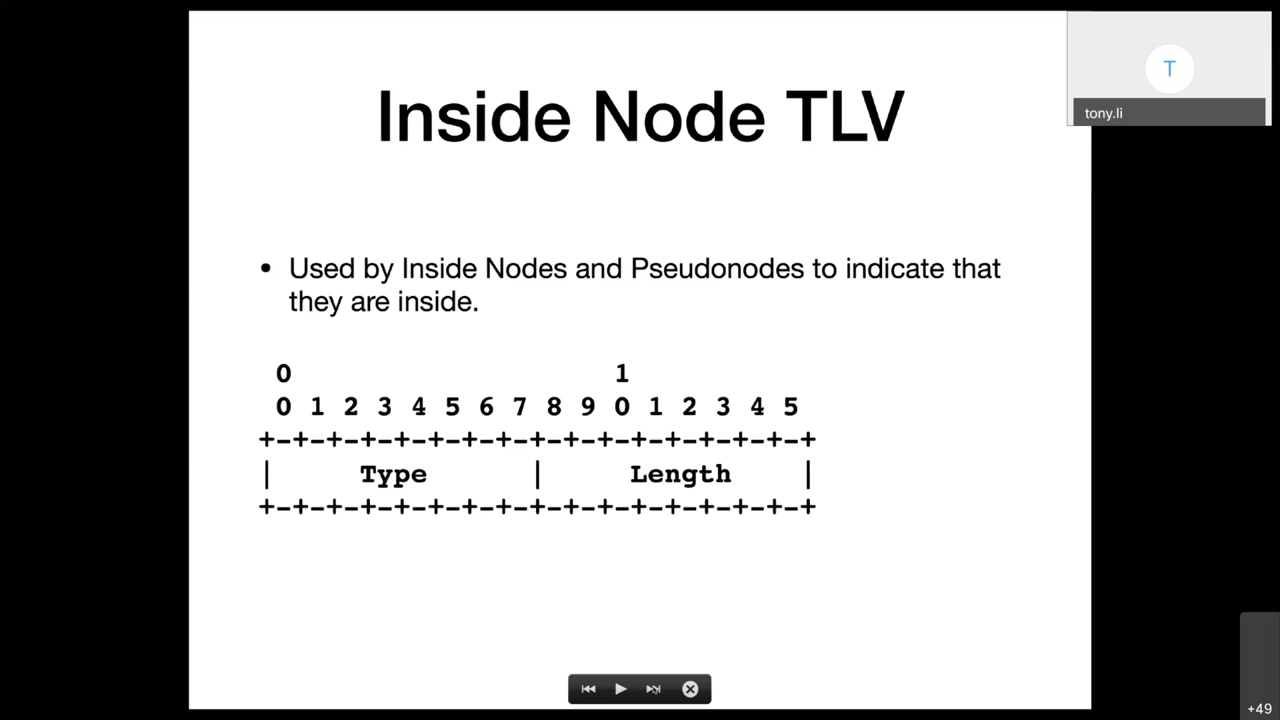 Inside Node TLV
T
tony.li
• Used by Inside Nodes and Pseudonodes to indicate that
they are inside.
0                   1
0 1 2 3 4 5 6 7 8 9 0 1 2 3 4 5
+-+-+-+-+-+-+-+-+-+-+-+-+-+-+-+-+
|     Type      |     Length    |
+-+-+-+-+-+-+-+-+-+-+-+-+-+-+-+-+
+49